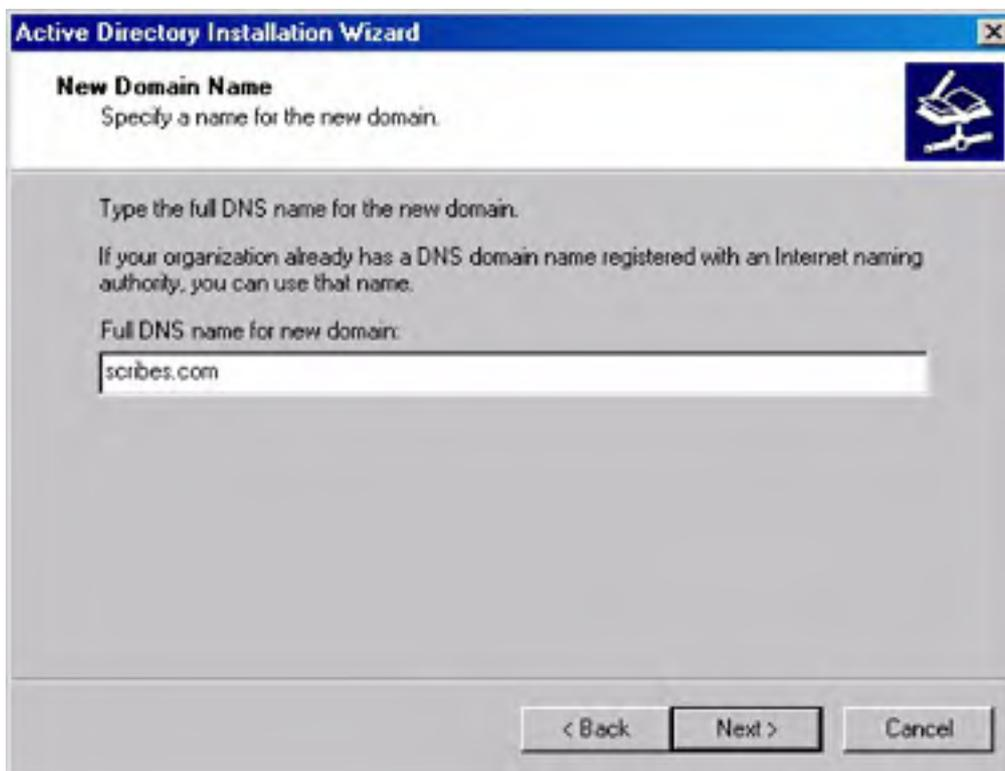 Active Directory Installation Wizard
New Domain Name
Specify a name for the new domain.
Type the full DNS name for the new domain.
If your organization already has a DNS domain name registered with an Internet naming
authority, you can use that name.
Full DNS name for new domain:
scribes.com
< Back
Next >
Cancel